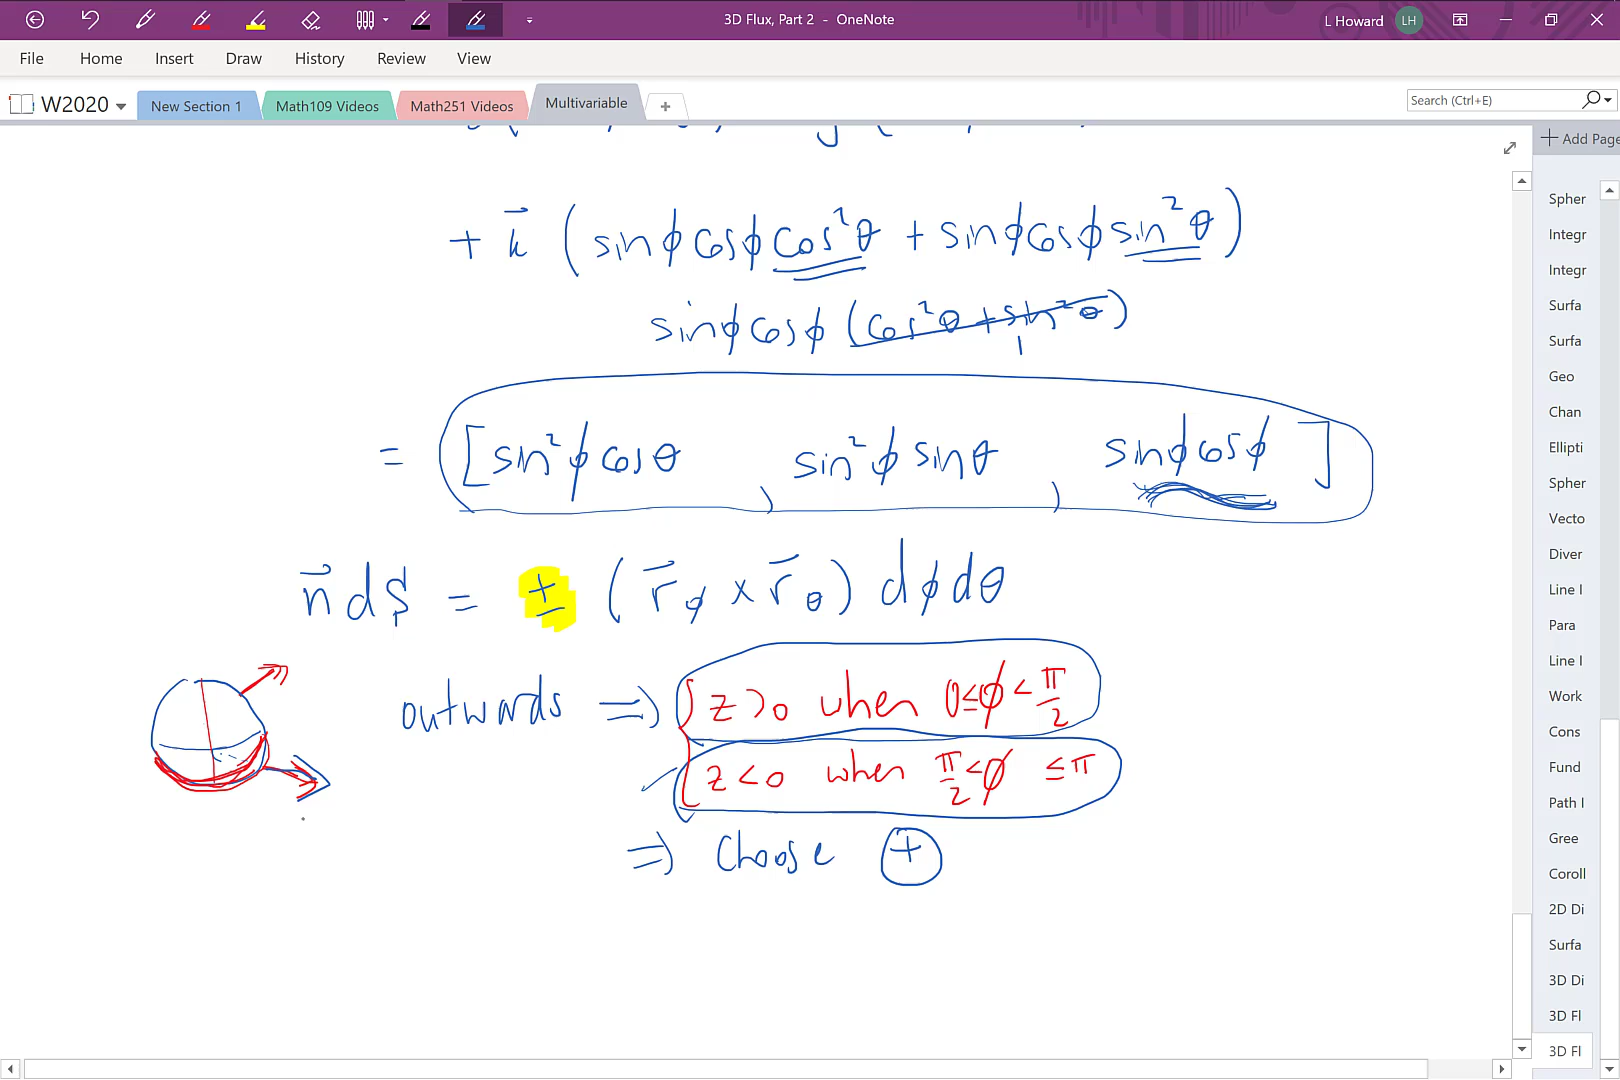 3D Flux, Part 2 - OneNote
L Howard LH
File Home Insert Draw History Review View
W2020 New Section 1 Math109 Videos Math251 Videos Multivariable +
Search (Ctrl+E)
+ Add Page
+ k⃗ (sinϕcosϕcos²θ + sinϕcosϕsin²θ)
sinϕcosϕ(cos²θ+sin²θ)
1
= [sin²ϕcosθ , sin²ϕsinθ , sinϕcosϕ]
n⃗dS = ± (r⃗ϕ × r⃗θ) dϕdθ
outwards ⇒ z>0 when 0≤ϕ<π/2
z<0 when π/2<ϕ≤π
⇒ Choose +
Spher
Integr
Integr
Surfa
Surfa
Geo
Chan
Ellipti
Spher
Vecto
Diver
Line I
Para
Line I
Work
Cons
Fund
Path I
Gree
Coroll
2D Di
Surfa
3D Di
3D Fl
3D Fl